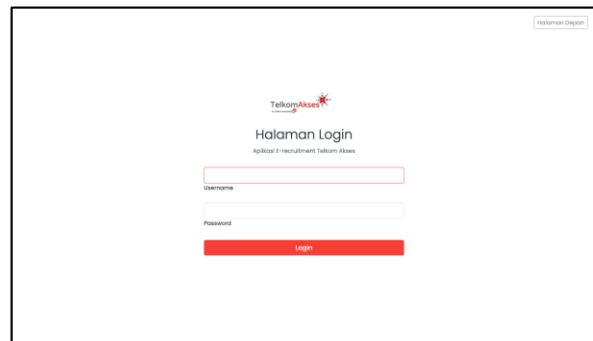 Halaman Depan
TelkomAkses
Halaman Login
Aplikasi E-recruitment Telkom Akses
Username
Password
Login